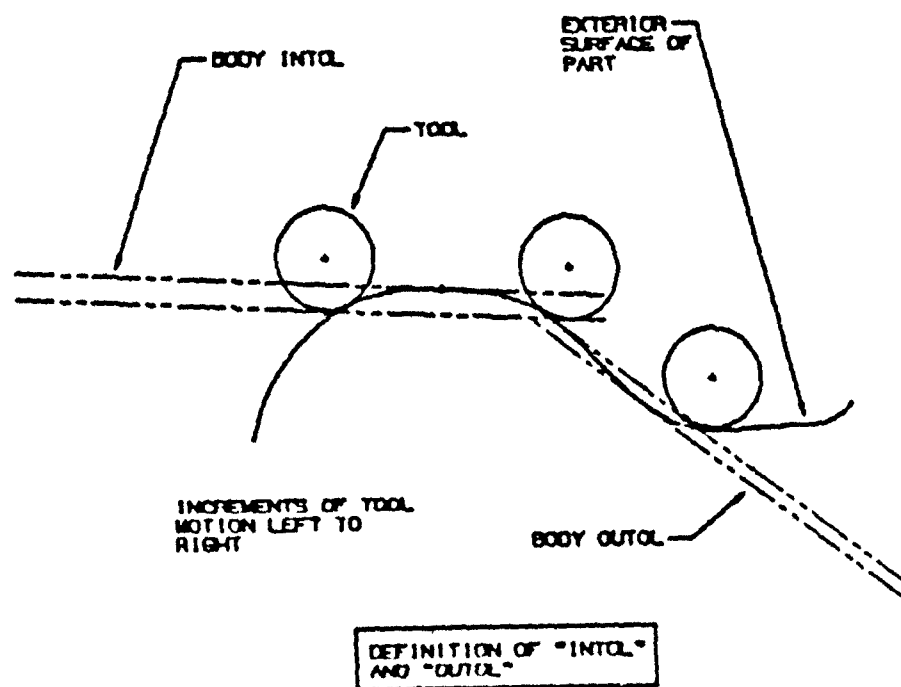 EXTERIOR
SURFACE OF
PART
BODY INTOL
TOOL
INCREMENTS OF TOOL
MOTION LEFT TO
RIGHT
BODY OUTOL
DEFINITION OF "INTOL"
AND "OUTOL"